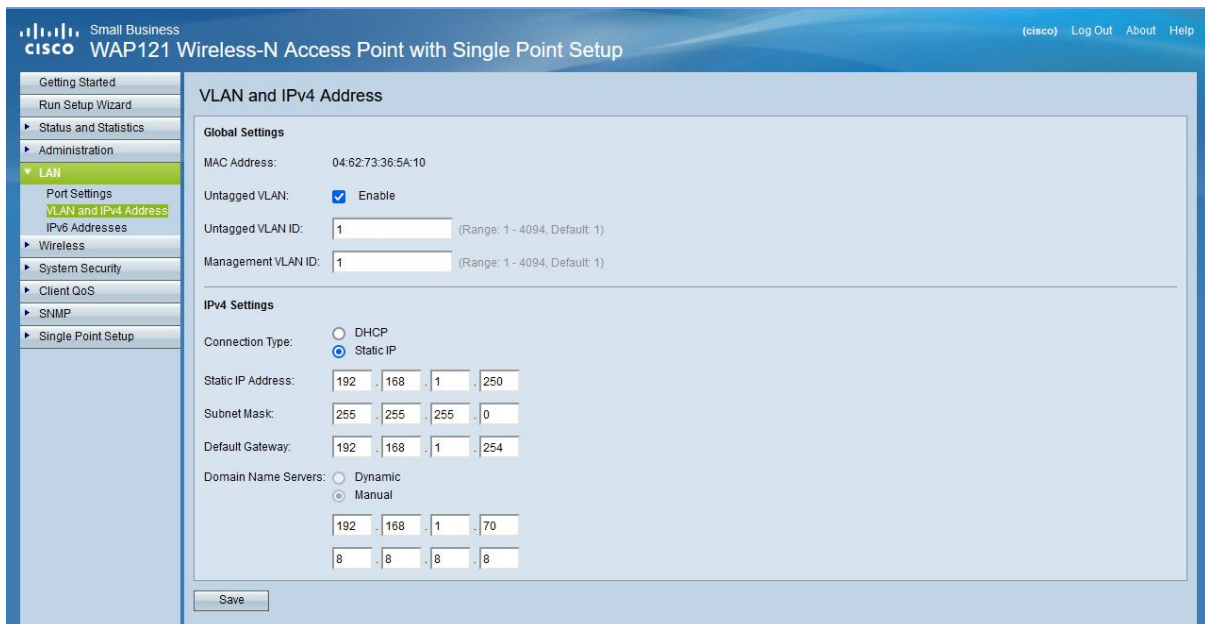 Small Business
CISCO WAP121 Wireless-N Access Point with Single Point Setup
(cisco) Log Out About Help
Getting Started
Run Setup Wizard
Status and Statistics
Administration
LAN
Port Settings
VLAN and IPv4 Address
IPv6 Addresses
Wireless
System Security
Client QoS
SNMP
Single Point Setup
VLAN and IPv4 Address
Global Settings
MAC Address: 04:62:73:36:5A:10
Untagged VLAN: Enable
Untagged VLAN ID: 1 (Range: 1 - 4094, Default: 1)
Management VLAN ID: 1 (Range: 1 - 4094, Default: 1)
IPv4 Settings
Connection Type: DHCP
Static IP
Static IP Address: 192 . 168 . 1 . 250
Subnet Mask: 255 . 255 . 255 . 0
Default Gateway: 192 . 168 . 1 . 254
Domain Name Servers: Dynamic
Manual
192 . 168 . 1 . 70
8 . 8 . 8 . 8
Save